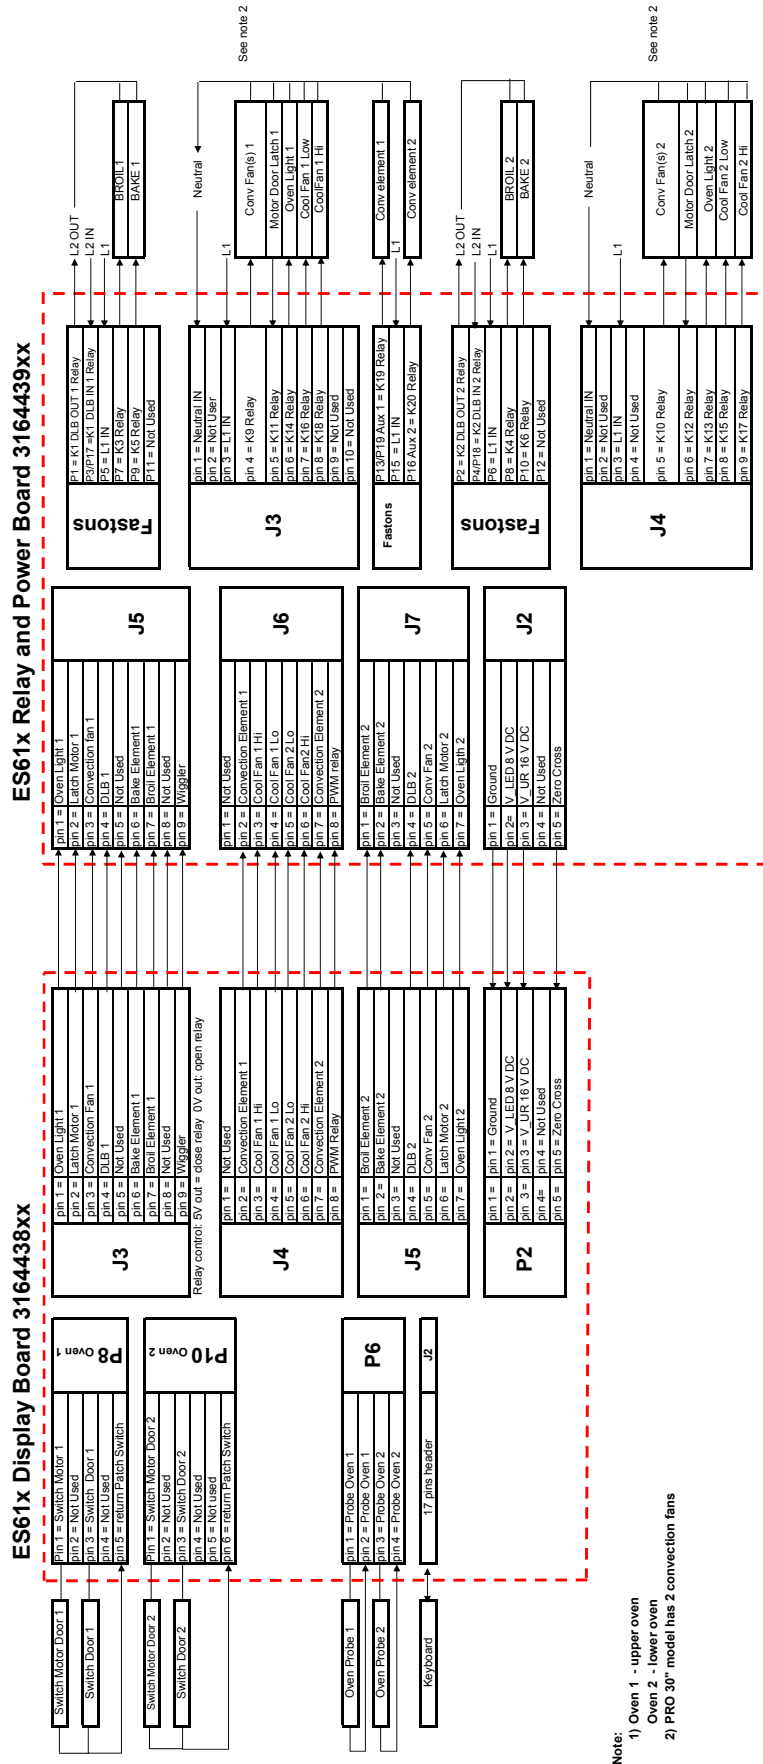 ES61x Display Board 3164438xx
Switch Motor Door 1
Switch Door 1
Pin 1 = Switch Motor 1
pin 2 = Not Used
pin 3 = Switch Door 1
pin 4 = Not Used
pin 5 = return Patch Switch
P8 Oven 1
Switch Motor Door 2
Switch Door 2
Pin 1 = Switch Motor Door 2
pin 2 = Not Used
pin 3 = Switch Door 2
pin 4 = Not Used
pin 5 = Not used
pin 6 = return Patch Switch
P10 Oven 2
Oven Probe 1
Oven Probe 2
pin 1 = Probe Oven 1
pin 2 = Probe Oven 1
pin 3 = Probe Oven 2
pin 4 = Probe Oven 2
P6
Keyboard
17 pins header
J2
J3
pin 1 = Oven Light 1
pin 2 = Latch Motor 1
pin 3 = Convection Fan 1
pin 4 = DLB 1
pin 5 = Not Used
pin 6 = Bake Element 1
pin 7 = Broil Element 1
pin 8 = Not Used
pin 9 = Wiggler
Relay control: 5V out = dose relay 0V out: open relay
J4
pin 1 = Not Used
pin 2 = Convection Element 1
pin 3 = Cool Fan 1 Hi
pin 4 = Cool Fan 1 Lo
pin 5 = Cool Fan 2 Lo
pin 6 = Cool Fan 2 Hi
pin 7 = Convection Element 2
pin 8 = PWM Relay
J5
pin 1 = Broil Element 2
pin 2 = Bake Element 2
pin 3 = Not Used
pin 4 = DLB 2
pin 5 = Conv Fan 2
pin 6 = Latch Motor 2
pin 7 = Oven Light 2
P2
pin 1 = pin 1 = Ground
pin 2= pin 2 = V_LED 8 V DC
pin 3= pin 3 = V_UR 16 V DC
pin 4= pin 4 = Not Used
pin 5= pin 5 = Zero Cross
ES61x Relay and Power Board 3164439xx
pin 1 = Oven Light 1
pin 2 = Latch Motor 1
pin 3 = Convection fan 1
pin 4 = DLB 1
pin 5 = Not Used
pin 6 = Bake Element1
pin 7 = Broil Element 1
pin 8 = Not Used
pin 9 = Wiggler
J5
pin 1 = Not Used
pin 2 = Convection Element 1
pin 3 = Cool Fan 1 Hi
pin 4 = Cool Fan 1 Lo
pin 5 = Cool Fan 2 Lo
pin 6 = Cool Fan2 Hi
pin 7 = Convection Element 2
pin 8 = PWM relay
J6
pin 1 = Broil Element 2
pin 2 = Bake Element 2
pin 3 = Not Used
pin 4 = DLB 2
pin 5 = Conv Fan 2
pin 6 = Latch Motor 2
pin 7 = Oven Ligth 2
J7
pin 1 = Ground
pin 2= V_LED 8 V DC
pin 3 = V_UR 16 V DC
pin 4 = Not Used
pin 5 = Zero Cross
J2
Fastons
P1 = K1 DLB OUT 1 Relay
P3/P17 =K1 DLB IN 1 Relay
P5 = L1 IN
P7 = K3 Relay
P9 = K5 Relay
P11 = Not Used
L2 OUT
L2 IN
L1
BROIL1
BAKE 1
J3
pin 1 = Neutral IN
pin 2 = Not User
pin 3 = L1 IN
pin 4 = K9 Relay
pin 5 = K11 Relay
pin 6 = K14 Relay
pin 7 = K16 Relay
pin 8 = K18 Relay
pin 9 = Not Used
pin 10 = Not Used
Neutral
L1
Conv Fan(s) 1
Motor Door Latch 1
Oven Light 1
Cool Fan 1 Low
CoolFan 1 Hi
See note 2
Fastons
P13/P19 Aux 1 = K19 Relay
P15 = L1 IN
P16 Aux 2 = K20 Relay
Conv element 1
L1
Conv element 2
Fastons
P2 = K2 DLB OUT 2 Relay
P4/P18 = K2 DLB IN 2 Relay
P6 = L1 IN
P8 = K4 Relay
P10 = K6 Relay
P12 = Not Used
L2 OUT
L2 IN
L1
BROIL 2
BAKE 2
J4
pin 1 = Neutral IN
pin 2 = Not Used
pin 3 = L1 IN
pin 4 = Not Used
pin 5 = K10 Relay
pin 6 = K12 Relay
pin 7 = K13 Relay
pin 8 = K15 Relay
pin 9 = K17 Relay
Neutral
L1
Conv Fan(s) 2
Motor Door Latch 2
Oven Light 2
Cool Fan 2 Low
Cool Fan 2 Hi
See note 2
Note:
1) Oven 1 - upper oven
Oven 2 - lower oven
2) PRO 30" model has 2 convection fans